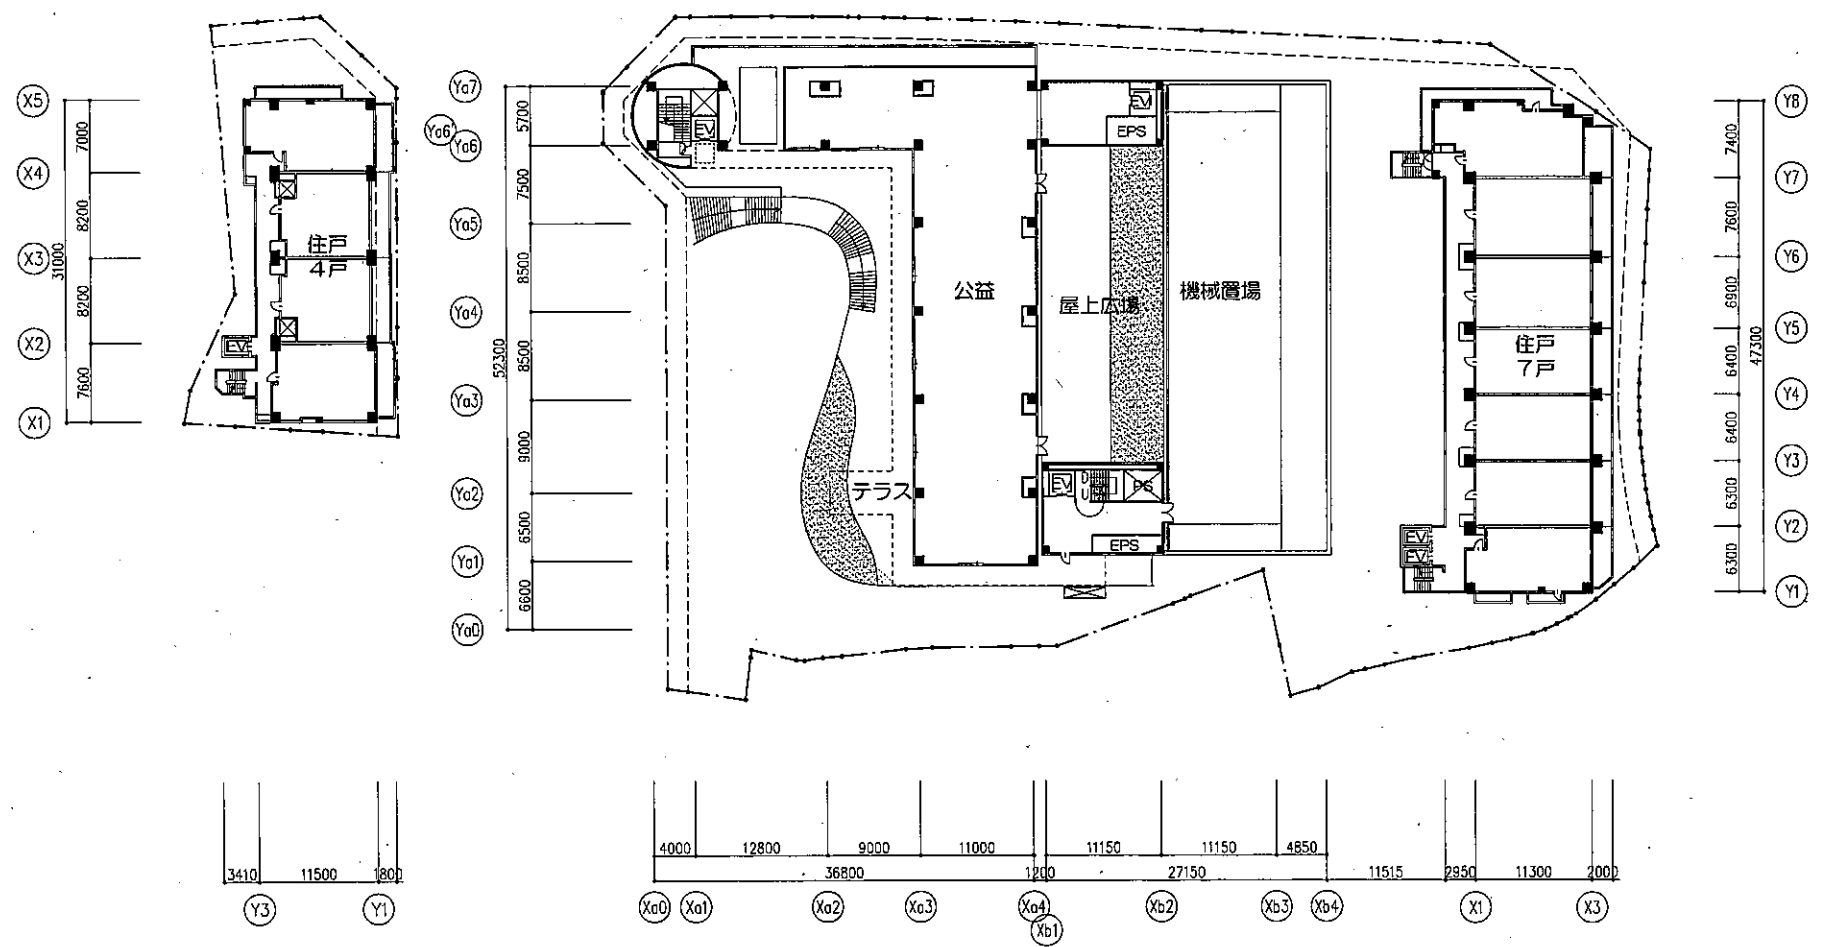 X5
X4
X3
X2
X1
7000
8200
8200
7600
31000
住戸
4戸
EV
3410
11500
1800
Y3
Y1
Ya7
Ya6'
Ya6
Ya5
Ya4
Ya3
Ya2
Ya1
Ya0
5700
7500
8500
8500
9000
6500
6600
52300
EV
公益
テラス
EV
EPS
屋上広場
機械置場
EV
PS
EPS
4000
12800
9000
11000
11150
11150
4850
36800
1200
27150
11515
2950
11300
2000
Xa0
Xa1
Xa2
Xa3
Xa4
Xb1
Xb2
Xb3
Xb4
X1
X3
住戸
7戸
EV
EV
7400
7600
6900
6400
6400
6300
6300
47300
Y8
Y7
Y6
Y5
Y4
Y3
Y2
Y1